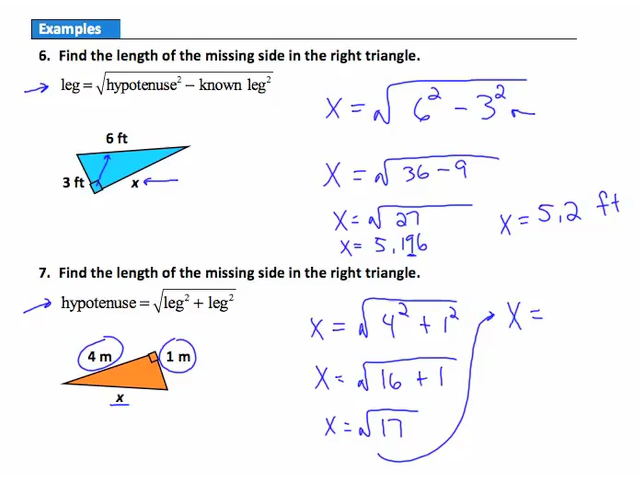 Examples
6. Find the length of the missing side in the right triangle.
leg = √hypotenuse² − known leg²
6 ft
3 ft
x
x = √6² − 3²
x = √36 − 9
x = √27
x = 5.196
x = 5.2 ft
7. Find the length of the missing side in the right triangle.
hypotenuse = √leg² + leg²
4 m
1 m
x
x = √4² + 1²
x = √16 + 1
x = √17
x =